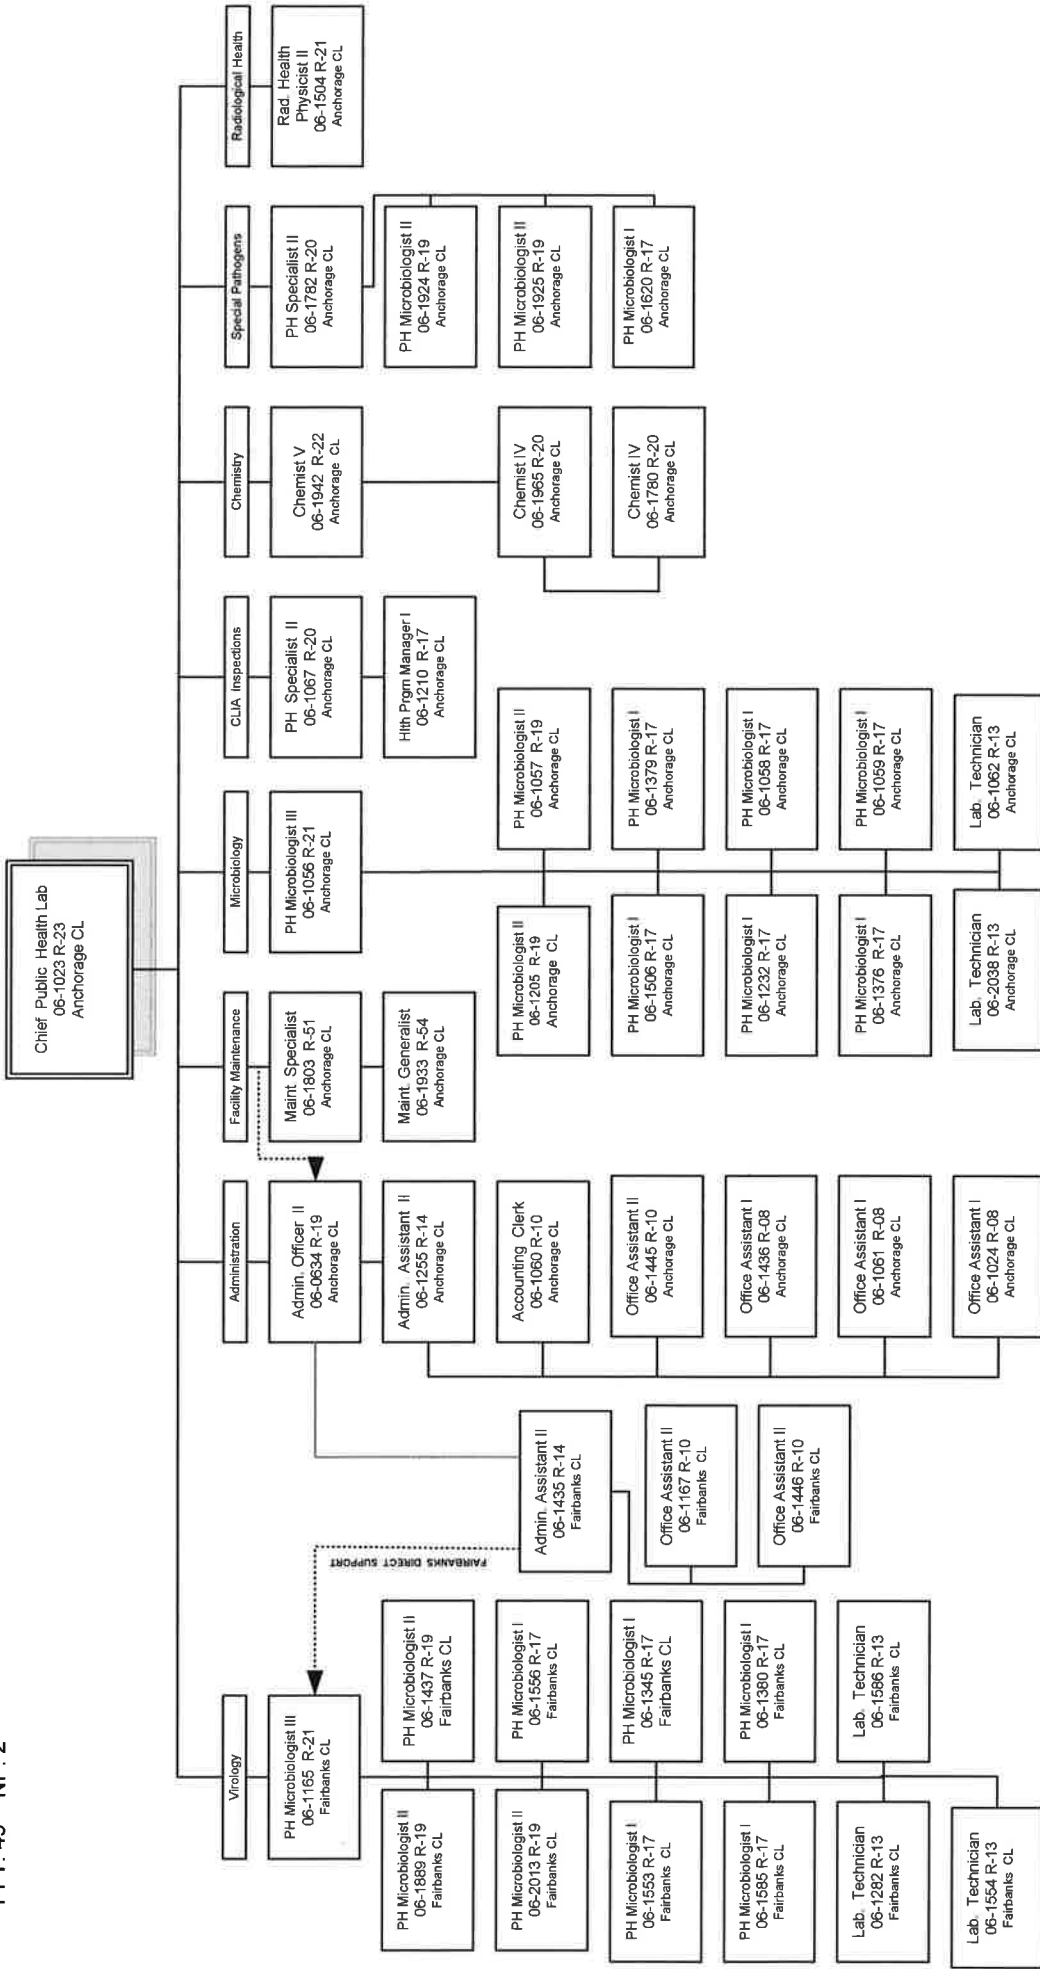 Chief Public Health Lab
06-1023 R-23
Anchorage CL
Virology
PH Microbiologist III
06-1165 R-21
Fairbanks CL
PH Microbiologist II
06-1889 R-19
Fairbanks CL
PH Microbiologist II
06-1437 R-19
Fairbanks CL
PH Microbiologist II
06-2013 R-19
Fairbanks CL
PH Microbiologist I
06-1556 R-17
Fairbanks CL
PH Microbiologist I
06-1553 R-17
Fairbanks CL
PH Microbiologist I
06-1345 R-17
Fairbanks CL
PH Microbiologist I
06-1585 R-17
Fairbanks CL
PH Microbiologist I
06-1380 R-17
Fairbanks CL
Lab. Technician
06-1282 R-13
Fairbanks CL
Lab. Technician
06-1586 R-13
Fairbanks CL
Lab. Technician
06-1554 R-13
Fairbanks CL
FAIRBANKS DIRECT SUPPORT
Admin. Assistant II
06-1435 R-14
Fairbanks CL
Office Assistant II
06-1167 R-10
Fairbanks CL
Office Assistant II
06-1446 R-10
Fairbanks CL
Administration
Admin. Officer II
06-0634 R-19
Anchorage CL
Admin. Assistant II
06-1255 R-14
Anchorage CL
Accounting Clerk
06-1060 R-10
Anchorage CL
Office Assistant II
06-1445 R-10
Anchorage CL
Office Assistant I
06-1436 R-08
Anchorage CL
Office Assistant I
06-1061 R-08
Anchorage CL
Office Assistant I
06-1024 R-08
Anchorage CL
Facility Maintenance
Maint. Specialist
06-1803 R-51
Anchorage CL
Maint. Generalist
06-1933 R-54
Anchorage CL
Microbiology
PH Microbiologist III
06-1056 R-21
Anchorage CL
PH Microbiologist II
06-1205 R-19
Anchorage CL
PH Microbiologist II
06-1057 R-19
Anchorage CL
PH Microbiologist I
06-1506 R-17
Anchorage CL
PH Microbiologist I
06-1379 R-17
Anchorage CL
PH Microbiologist I
06-1232 R-17
Anchorage CL
PH Microbiologist I
06-1058 R-17
Anchorage CL
PH Microbiologist I
06-1376 R-17
Anchorage CL
PH Microbiologist I
06-1059 R-17
Anchorage CL
Lab. Technician
06-2038 R-13
Anchorage CL
Lab. Technician
06-1062 R-13
Anchorage CL
CLIA Inspections
PH Specialist II
06-1067 R-20
Anchorage CL
Hlth Prgm Manager I
06-1210 R-17
Anchorage CL
Chemistry
Chemist V
06-1942 R-22
Anchorage CL
Chemist IV
06-1965 R-20
Anchorage CL
Chemist IV
06-1780 R-20
Anchorage CL
Special Pathogens
PH Specialist II
06-1782 R-20
Anchorage CL
PH Microbiologist II
06-1924 R-19
Anchorage CL
PH Microbiologist II
06-1925 R-19
Anchorage CL
PH Microbiologist I
06-1620 R-17
Anchorage CL
Radiological Health
Rad. Health
Physicist II
06-1504 R-21
Anchorage CL